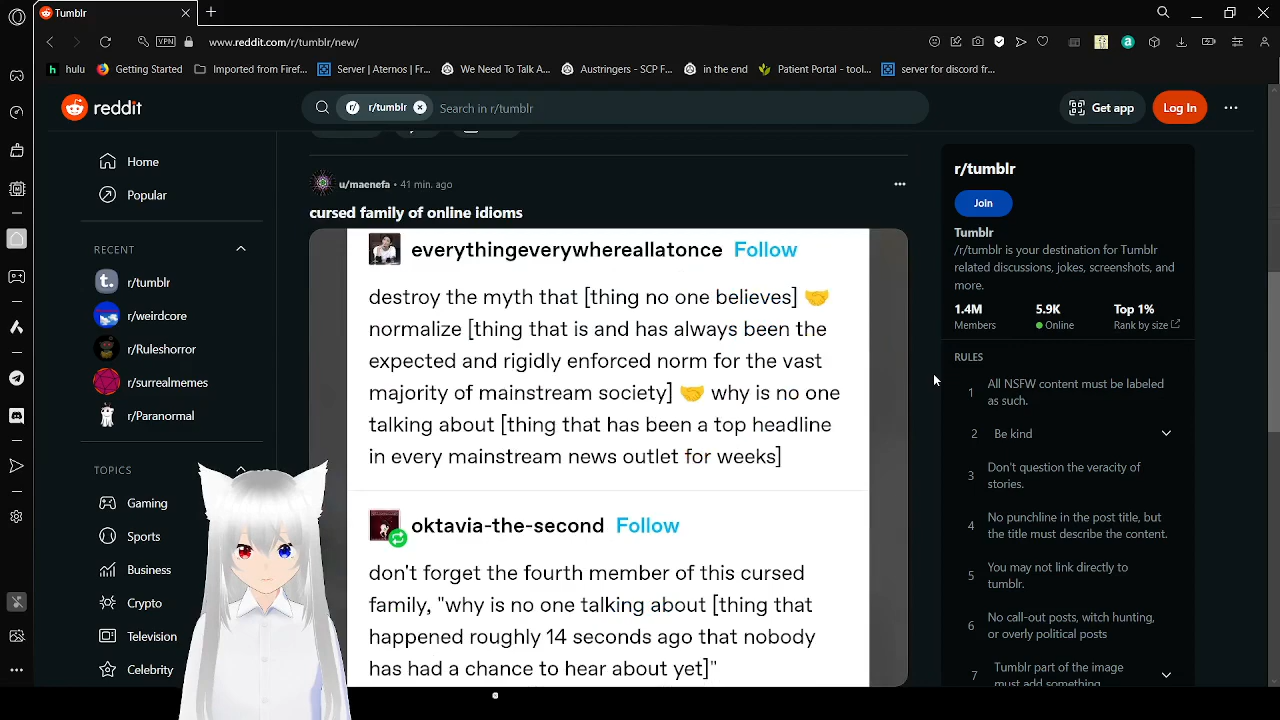 Tumblr
VPN
www.reddit.com/r/tumblr/new/
hulu
Getting Started
Imported from Firef...
Server | Aternos | Fr...
We Need To Talk A...
Austringers - SCP F...
in the end
Patient Portal - tool...
server for discord fr...
reddit
r/tumblr
Search in r/tumblr
Get app
Log In
Home
Popular
RECENT
r/tumblr
r/weirdcore
r/Ruleshorror
r/surrealmemes
r/Paranormal
TOPICS
Gaming
Sports
Business
Crypto
Television
Celebrity
u/maenefa • 41 min. ago
cursed family of online idioms
everythingeverywhereallatonce Follow
destroy the myth that [thing no one believes] 🤝
normalize [thing that is and has always been the
expected and rigidly enforced norm for the vast
majority of mainstream society] 🤝 why is no one
talking about [thing that has been a top headline
in every mainstream news outlet for weeks]
oktavia-the-second Follow
don't forget the fourth member of this cursed
family, "why is no one talking about [thing that
happened roughly 14 seconds ago that nobody
has had a chance to hear about yet]"
r/tumblr
Join
Tumblr
/r/tumblr is your destination for Tumblr
related discussions, jokes, screenshots, and
more.
1.4M 5.9K Top 1%
Members Online Rank by size
RULES
1 All NSFW content must be labeled
as such.
2 Be kind
3 Don't question the veracity of
stories.
4 No punchline in the post title, but
the title must describe the content.
5 You may not link directly to
tumblr.
6 No call-out posts, witch hunting,
or overly political posts
7 Tumblr part of the image
must add something